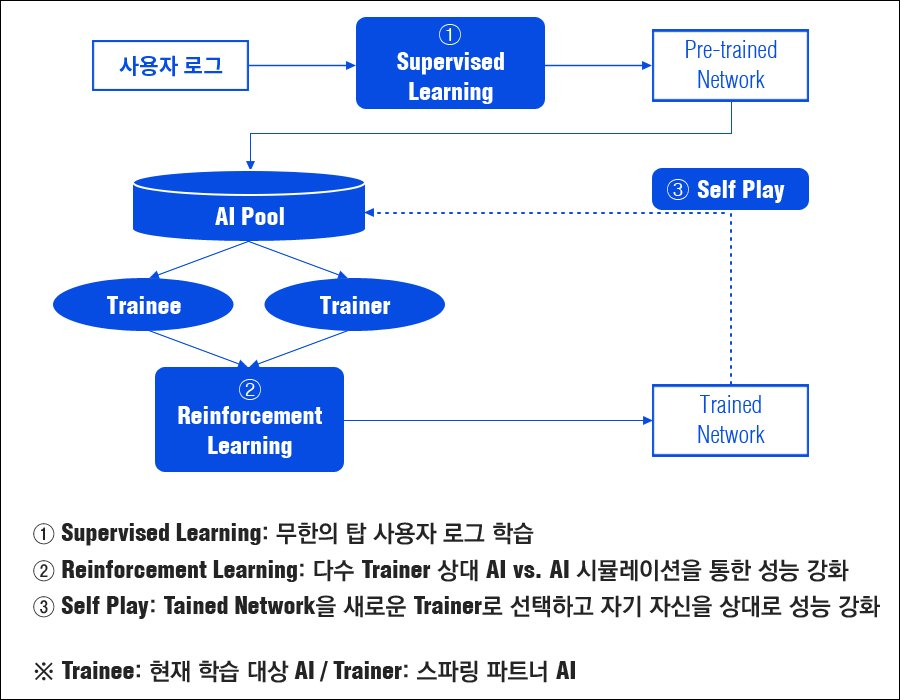 사용자 로그
①
Supervised
Learning
Pre-trained
Network
AI Pool
③ Self Play
Trainee
Trainer
②
Reinforcement
Learning
Trained
Network
① Supervised Learning: 무한의 탑 사용자 로그 학습
② Reinforcement Learning: 다수 Trainer 상대 AI vs. AI 시뮬레이션을 통한 성능 강화
③ Self Play: Tained Network을 새로운 Trainer로 선택하고 자기 자신을 상대로 성능 강화
※ Trainee: 현재 학습 대상 AI / Trainer: 스파링 파트너 AI